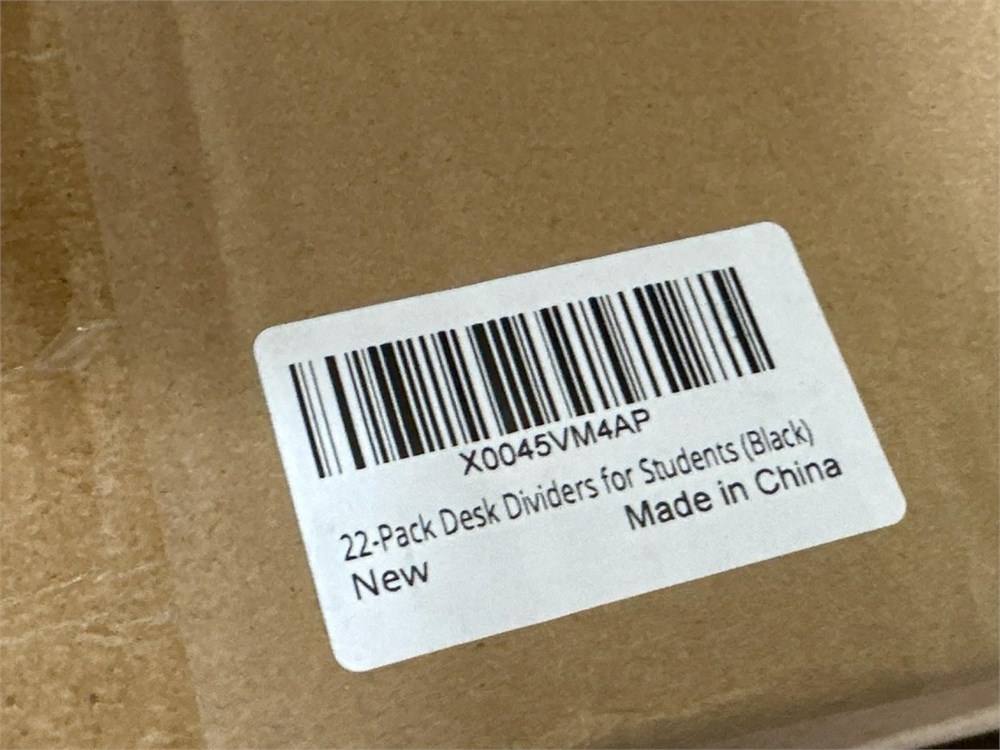 X0045VM4AP
22-Pack Desk Dividers for Students (Black)
New
Made in China